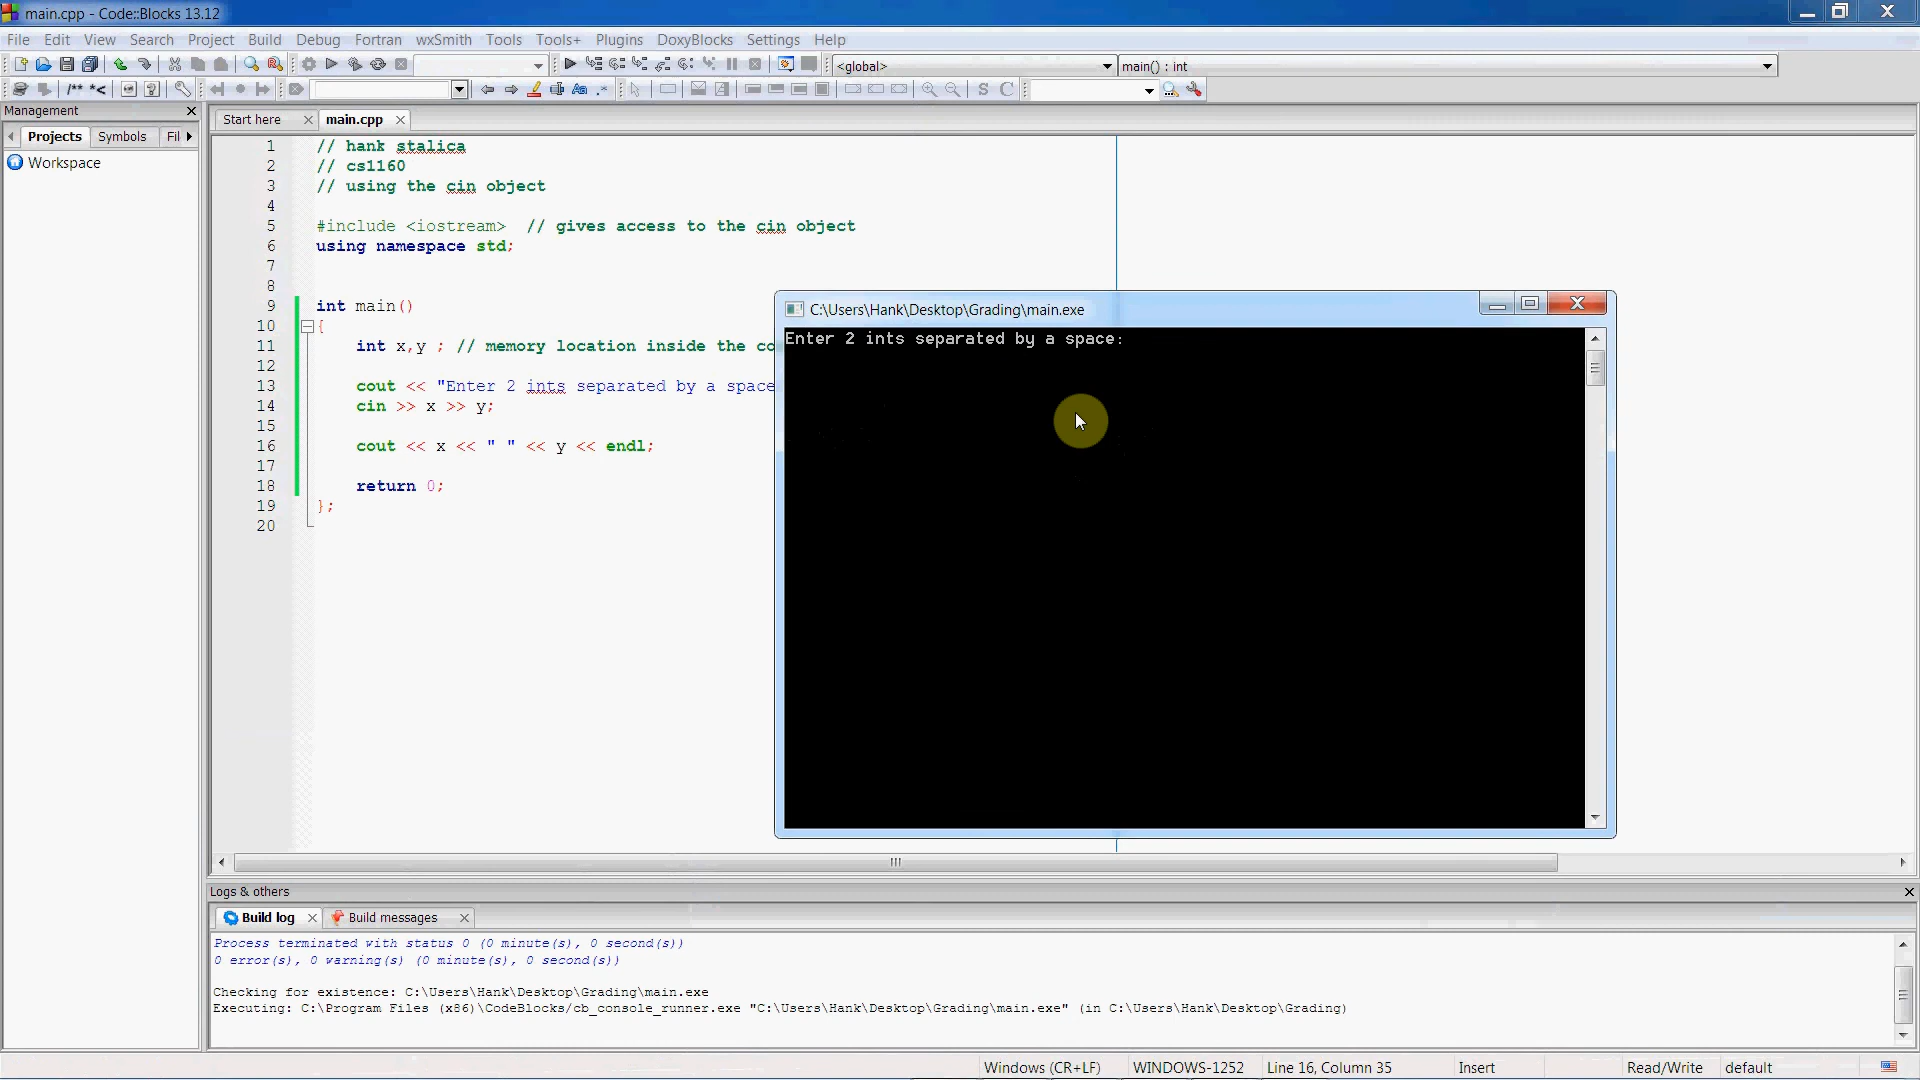 main.cpp - Code::Blocks 13.12
File Edit View Search Project Build Debug Fortran wxSmith Tools Tools+ Plugins DoxyBlocks Settings Help
<global> main() : int
/** *< Aa .* S C
Management
Projects Symbols Fil
Workspace
Start here main.cpp
1 // hank stalica
2 // cs1160
3 // using the cin object
4
5 #include <iostream> // gives access to the cin object
6 using namespace std;
7
8
9 int main()
10 {
11 int x,y ; // memory location inside the co
12
13 cout << "Enter 2 ints separated by a space
14 cin >> x >> y;
15
16 cout << x << " " << y << endl;
17
18 return 0;
19 };
20
C:\Users\Hank\Desktop\Grading\main.exe
Enter 2 ints separated by a space:
Logs & others
Build log Build messages
Process terminated with status 0 (0 minute(s), 0 second(s))
0 error(s), 0 warning(s) (0 minute(s), 0 second(s))
Checking for existence: C:\Users\Hank\Desktop\Grading\main.exe
Executing: C:\Program Files (x86)\CodeBlocks/cb_console_runner.exe "C:\Users\Hank\Desktop\Grading\main.exe" (in C:\Users\Hank\Desktop\Grading)
Windows (CR+LF) WINDOWS-1252 Line 16, Column 35 Insert Read/Write default